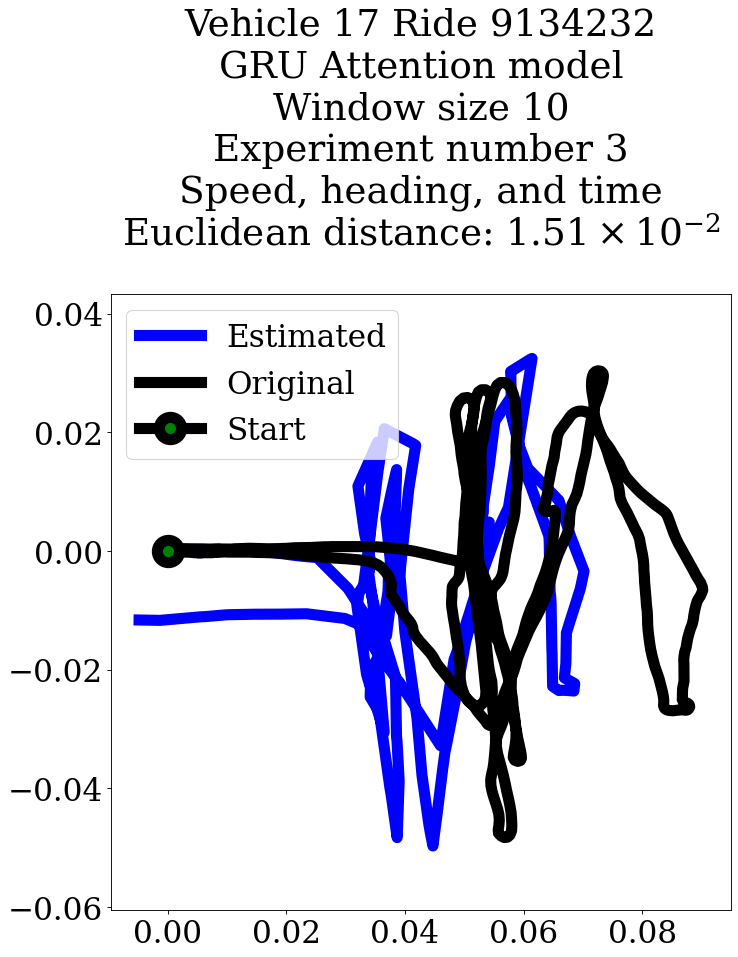 Vehicle 17 Ride 9134232
GRU Attention model
Window size 10
Experiment number 3
Speed, heading, and time
Euclidean distance: 1.51 × 10⁻²
0.04
0.02
0.00
−0.02
−0.04
−0.06
Estimated
Original
Start
0.00 0.02 0.04 0.06 0.08